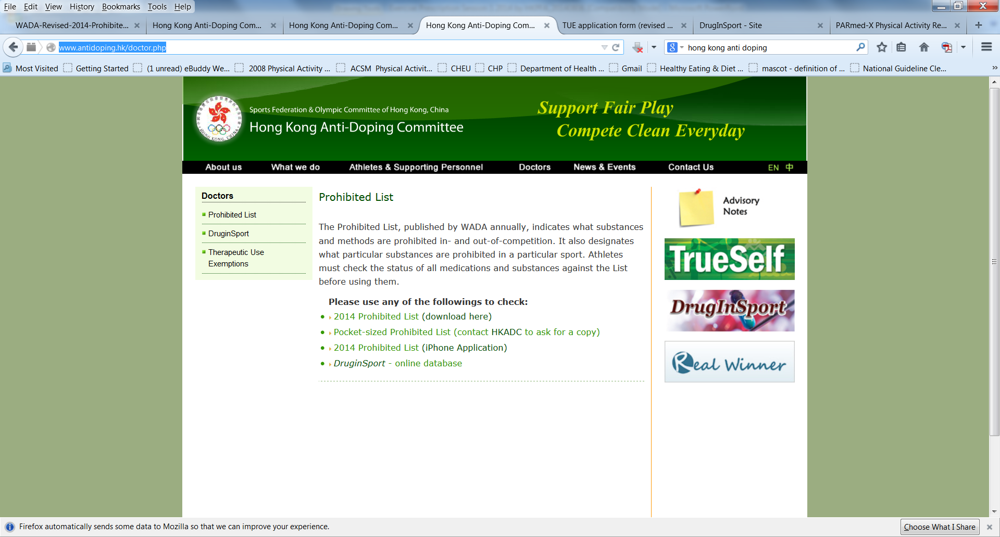 File Edit View History Bookmarks Tools Help
WADA-Revised-2014-Prohibite...
Hong Kong Anti-Doping Com...
Hong Kong Anti-Doping Com...
Hong Kong Anti-Doping Com...
TUE application form (revised ...
DrugInSport - Site
PARmed-X Physical Activity Re...
www.antidoping.hk/doctor.php
hong kong anti doping
Most Visited Getting Started (1 unread) eBuddy We... 2008 Physical Activity ... ACSM Physical Activit... CHEU CHP Department of Health ... Gmail Healthy Eating & Diet ... mascot - definition of ... National Guideline Cle...
Sports Federation & Olympic Committee of Hong Kong, China
Hong Kong Anti-Doping Committee
Support Fair Play
Compete Clean Everyday
About us What we do Athletes & Supporting Personnel Doctors News & Events Contact Us EN 中
Doctors
Prohibited List
DruginSport
Therapeutic Use
Exemptions
Prohibited List
The Prohibited List, published by WADA annually, indicates what substances
and methods are prohibited in- and out-of-competition. It also designates
what particular substances are prohibited in a particular sport. Athletes
must check the status of all medications and substances against the List
before using them.
Please use any of the followings to check:
2014 Prohibited List (download here)
Pocket-sized Prohibited List (contact HKADC to ask for a copy)
2014 Prohibited List (iPhone Application)
DruginSport - online database
Advisory
Notes
TrueSelf
DrugInSport
Real Winner
Firefox automatically sends some data to Mozilla so that we can improve your experience.
Choose What I Share